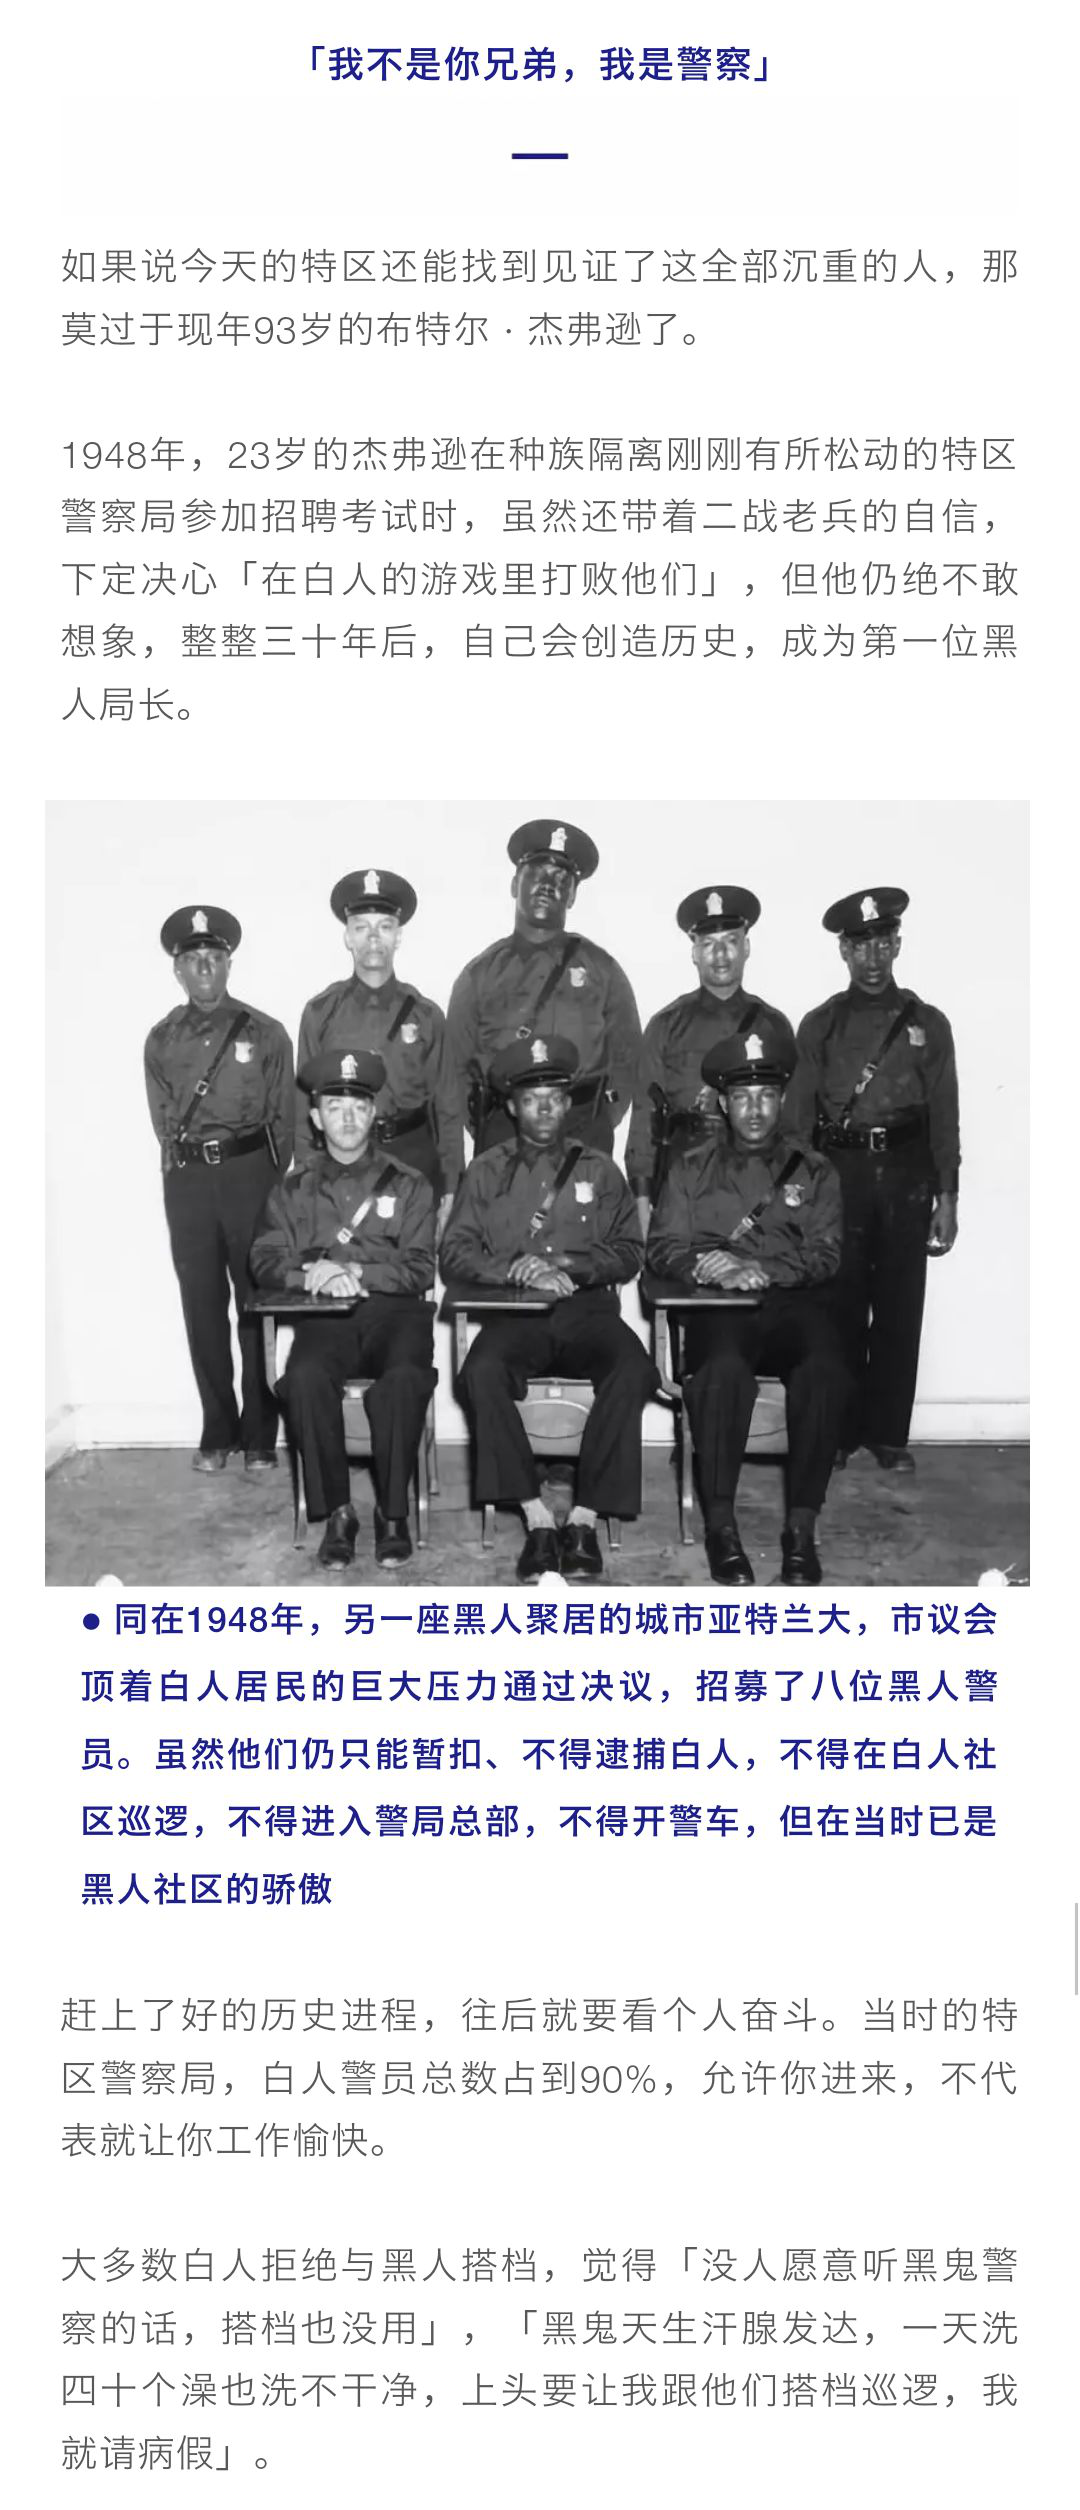 「我不是你兄弟，我是警察」
如果说今天的特区还能找到见证了这全部沉重的人，那
莫过于现年93岁的布特尔 · 杰弗逊了。
1948年，23岁的杰弗逊在种族隔离刚刚有所松动的特区
警察局参加招聘考试时，虽然还带着二战老兵的自信，
下定决心「在白人的游戏里打败他们」，但他仍绝不敢
想象，整整三十年后，自己会创造历史，成为第一位黑
人局长。
● 同在1948年，另一座黑人聚居的城市亚特兰大，市议会
顶着白人居民的巨大压力通过决议，招募了八位黑人警
员。虽然他们仍只能暂扣、不得逮捕白人，不得在白人社
区巡逻，不得进入警局总部，不得开警车，但在当时已是
黑人社区的骄傲
赶上了好的历史进程，往后就要看个人奋斗。当时的特
区警察局，白人警员总数占到90%，允许你进来，不代
表就让你工作愉快。
大多数白人拒绝与黑人搭档，觉得「没人愿意听黑鬼警
察的话，搭档也没用」，「黑鬼天生汗腺发达，一天洗
四十个澡也洗不干净，上头要让我跟他们搭档巡逻，我
就请病假」。